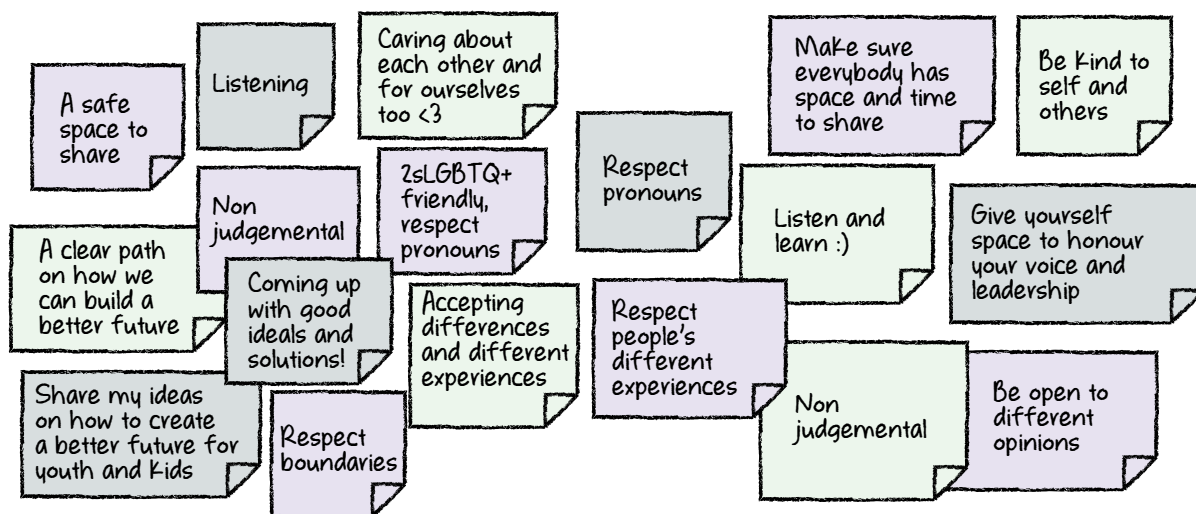 A safe
space to
share
Listening
Caring about
each other and
for ourselves
too <3
Non
judgemental
2sLGBTQ+
friendly,
respect
pronouns
A clear path
on how we
can build a
better future
Coming up
with good
ideals and
solutions!
Accepting
differences
and different
experiences
Share my ideas
on how to create
a better future for
youth and kids
Respect
boundaries
Respect
pronouns
Make sure
everybody has
space and time
to share
Be kind to
self and
others
Listen and
learn :)
Give yourself
space to honour
your voice and
leadership
Respect
people's
different
experiences
Non
judgemental
Be open to
different
opinions